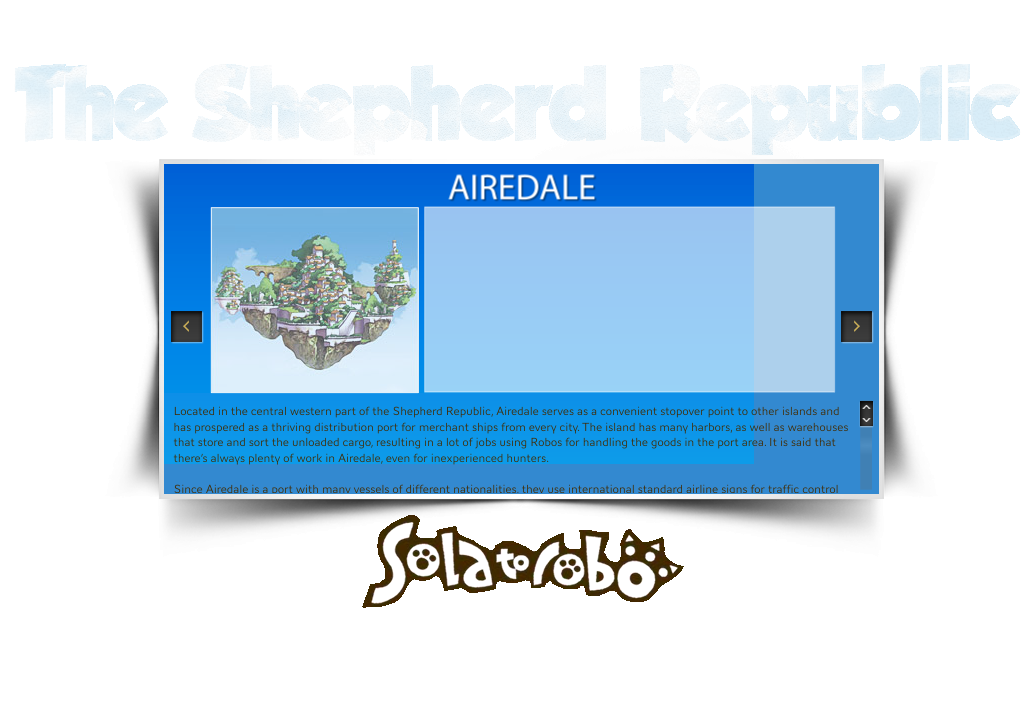 The Shepherd Republic
AIREDALE
Located in the central western part of the Shepherd Republic, Airedale serves as a convenient stopover point to other islands and
has prospered as a thriving distribution port for merchant ships from every city. The island has many harbors, as well as warehouses
that store and sort the unloaded cargo, resulting in a lot of jobs using Robos for handling the goods in the port area. It is said that
there's always plenty of work in Airedale, even for inexperienced hunters.
Since Airedale is a port with many vessels of different nationalities, they use international standard airline signs for traffic control
Sola to robo